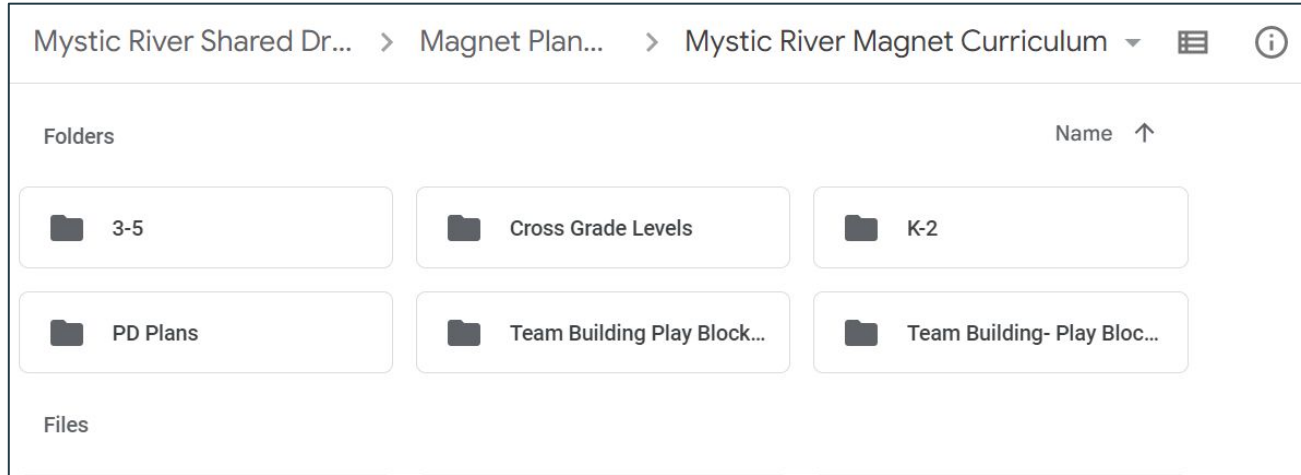 Mystic River Shared Dr... > Magnet Plan... > Mystic River Magnet Curriculum
Folders Name ↑
3-5 Cross Grade Levels K-2
PD Plans Team Building Play Block... Team Building- Play Bloc...
Files